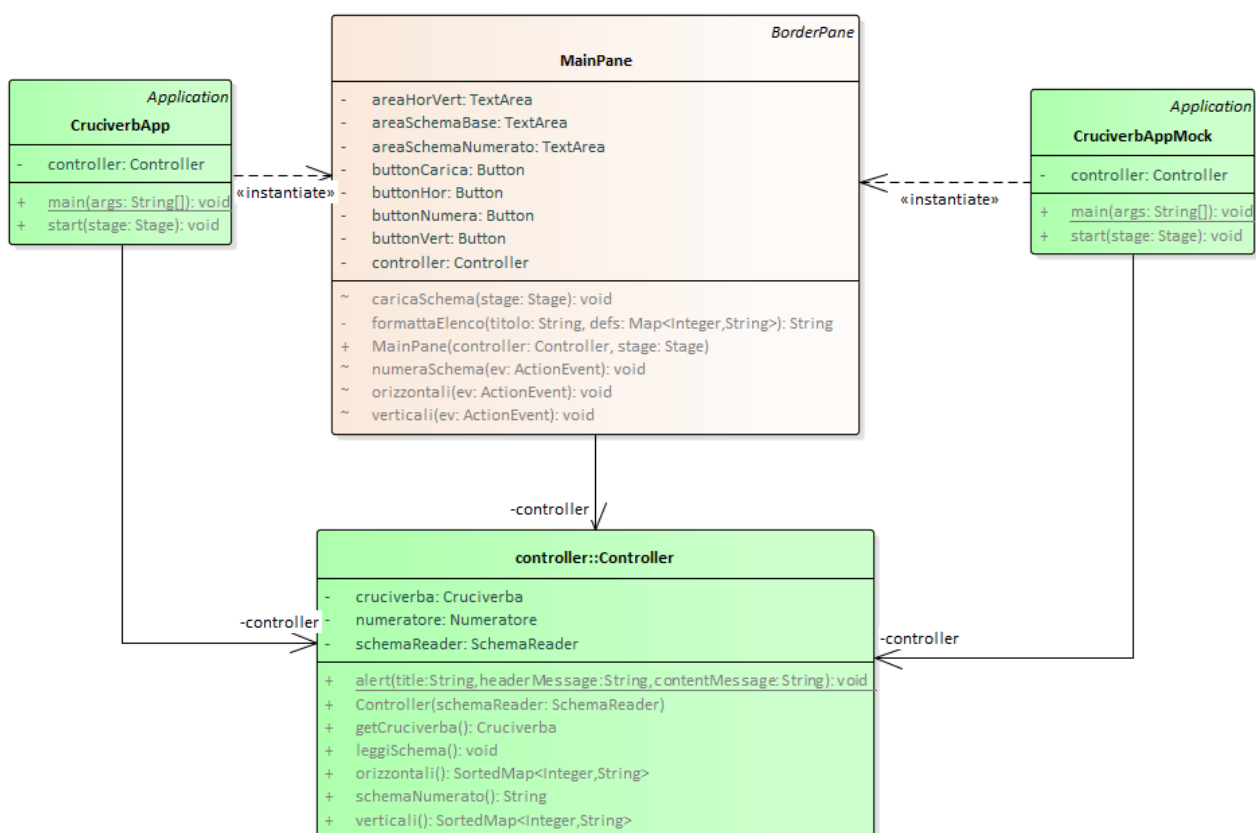 BorderPane
MainPane
- areaHorVert: TextArea
- areaSchemaBase: TextArea
- areaSchemaNumerato: TextArea
- buttonCarica: Button
- buttonHor: Button
- buttonNumera: Button
- buttonVert: Button
- controller: Controller
~ caricaSchema(stage: Stage): void
- formattaElenco(titolo: String, defs: Map<Integer,String>): String
+ MainPane(controller: Controller, stage: Stage)
~ numeraSchema(ev: ActionEvent): void
~ orizzontali(ev: ActionEvent): void
~ verticali(ev: ActionEvent): void
Application
CruciverbApp
- controller: Controller
+ main(args: String[]): void
+ start(stage: Stage): void
«instantiate»
Application
CruciverbAppMock
- controller: Controller
+ main(args: String[]): void
+ start(stage: Stage): void
«instantiate»
-controller
-controller
-controller
controller::Controller
- cruciverba: Cruciverba
- numeratore: Numeratore
- schemaReader: SchemaReader
+ alert(title:String,headerMessage:String,contentMessage:String): void
+ Controller(schemaReader: SchemaReader)
+ getCruciverba(): Cruciverba
+ leggiSchema(): void
+ orizzontali(): SortedMap<Integer,String>
+ schemaNumerato(): String
+ verticali(): SortedMap<Integer,String>